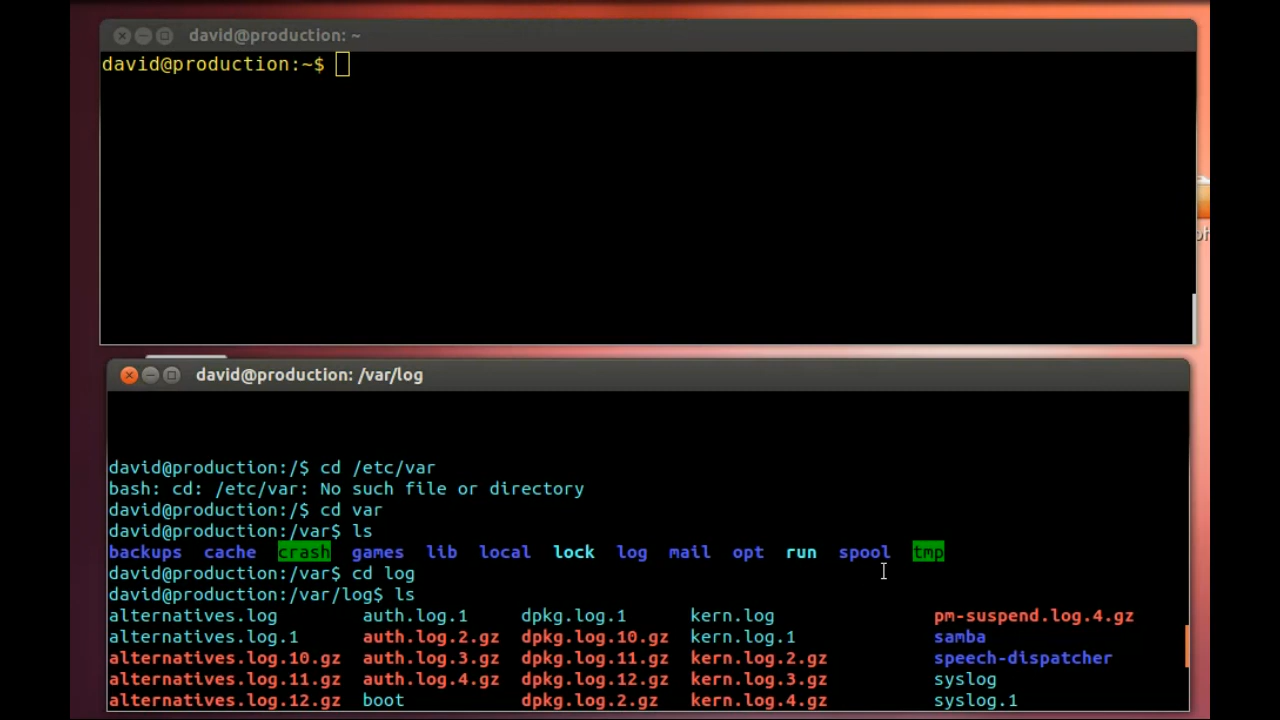 david@production: ~
david@production:~$
david@production: /var/log
david@production:/$ cd /etc/var
bash: cd: /etc/var: No such file or directory
david@production:/$ cd var
david@production:/var$ ls
backups cache crash games lib local lock log mail opt run spool tmp
david@production:/var$ cd log
david@production:/var/log$ ls
alternatives.log auth.log.1 dpkg.log.1 kern.log pm-suspend.log.4.gz
alternatives.log.1 auth.log.2.gz dpkg.log.10.gz kern.log.1 samba
alternatives.log.10.gz auth.log.3.gz dpkg.log.11.gz kern.log.2.gz speech-dispatcher
alternatives.log.11.gz auth.log.4.gz dpkg.log.12.gz kern.log.3.gz syslog
alternatives.log.12.gz boot dpkg.log.2.gz kern.log.4.gz syslog.1